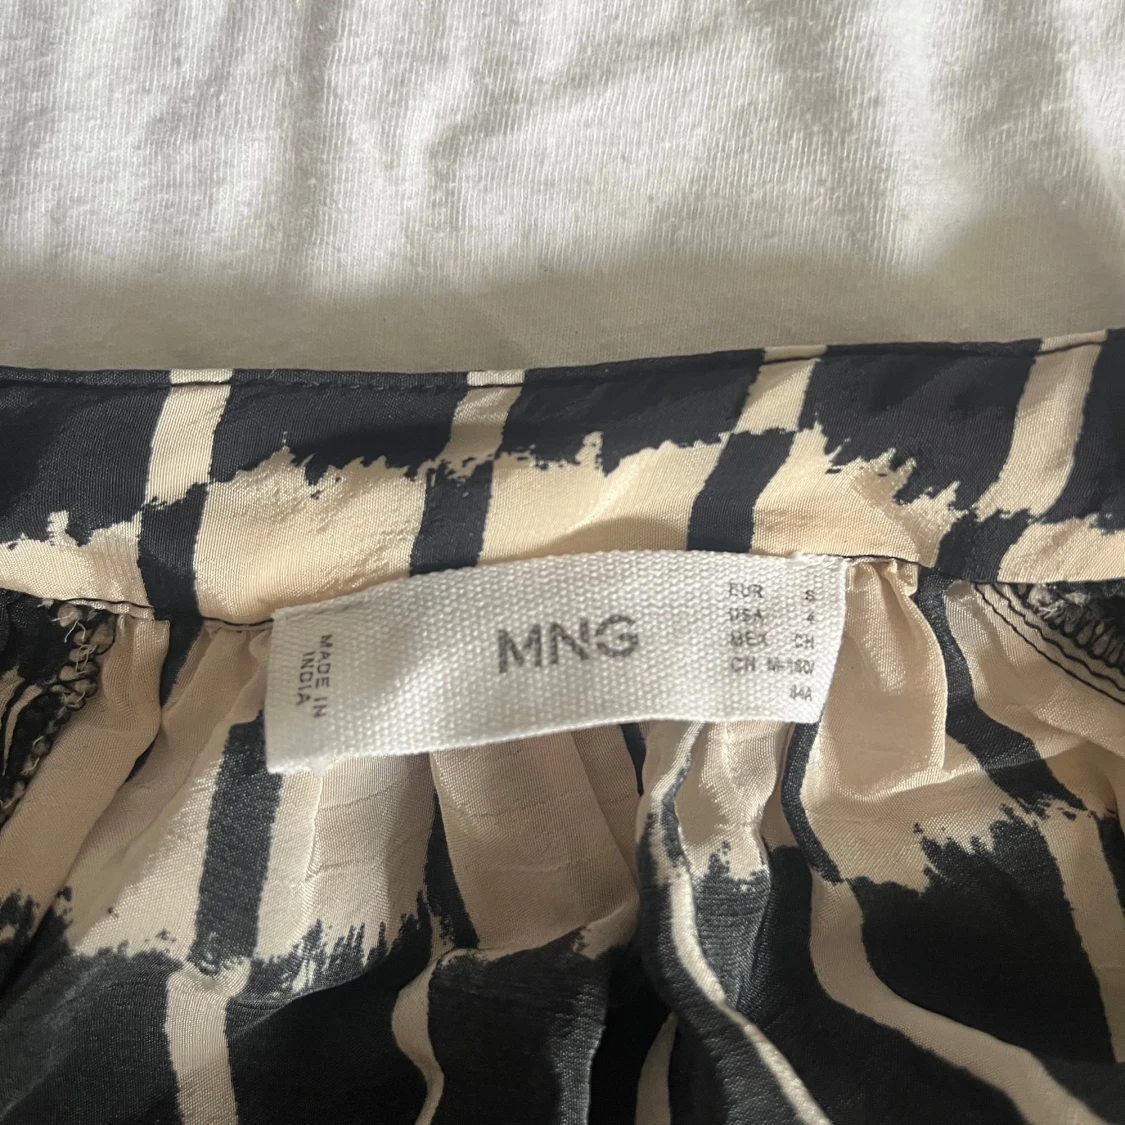 MADE IN
INDIA
MNG
EUR S
USA 4
MEX CH
CN M-160/
84A